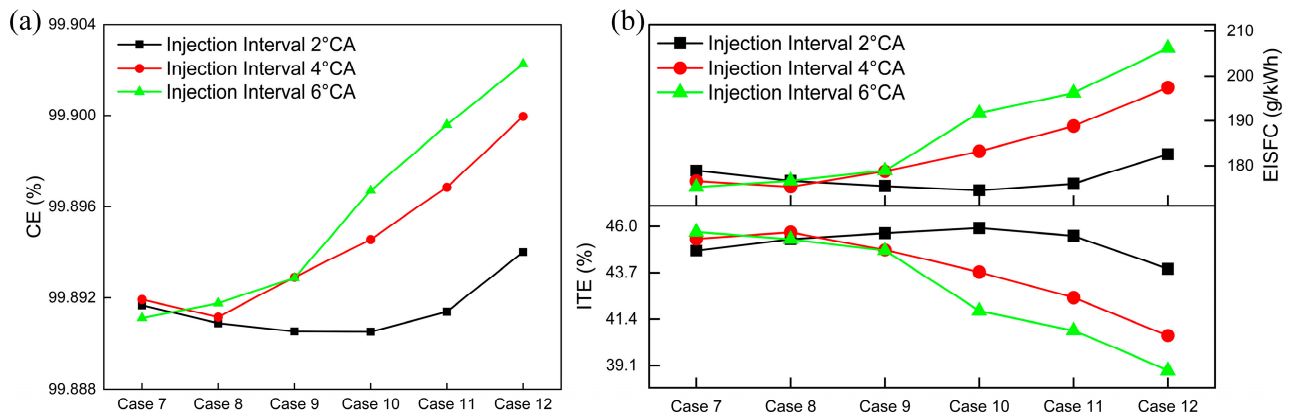 (a)
99.904
99.900
99.896
99.892
99.888
CE (%)
Injection Interval 2°CA
Injection Interval 4°CA
Injection Interval 6°CA
Case 7 Case 8 Case 9 Case 10 Case 11 Case 12
(b)
Injection Interval 2°CA
Injection Interval 4°CA
Injection Interval 6°CA
210
200
190
180
EISFC (g/kWh)
46.0
43.7
41.4
39.1
ITE (%)
Case 7 Case 8 Case 9 Case 10 Case 11 Case 12